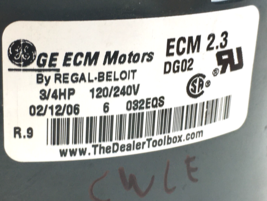 GE ECM Motors ECM 2.3
By REGAL-BELOIT DG02
3/4HP 120/240V
02/12/06 6 032EQS
R.9
www.TheDealerToolbox.com
CWLE